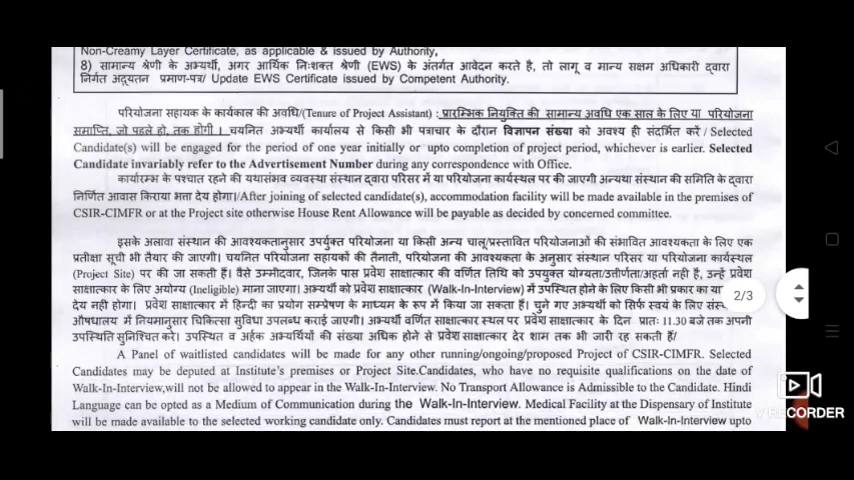 Non-Creamy Layer Certificate, as applicable & issued by Authority,
8) सामान्य श्रेणी के अभ्यर्थी, अगर आर्थिक निःशक्त श्रेणी (EWS) के अंतर्गत आवेदन करते है, तो लागू व मान्य सक्षम अधिकारी द्वारा
निर्गत अद्यतन प्रमाण-पत्र/ Update EWS Certificate issued by Competent Authority.
परियोजना सहायक के कार्यकाल की अवधि/(Tenure of Project Assistant) : प्रारम्भिक नियुक्ति की सामान्य अवधि एक साल के लिए या परियोजना
समाप्ति, जो पहले हो, तक होगी । चयनित अभ्यर्थी कार्यालय से किसी भी पत्राचार के दौरान विज्ञापन संख्या को अवश्य ही संदर्भित करें / Selected
Candidate(s) will be engaged for the period of one year initially or upto completion of project period, whichever is earlier. Selected
Candidate invariably refer to the Advertisement Number during any correspondence with Office.
कार्यारम्भ के पश्चात रहने की यथासंभव व्यवस्था संस्थान द्वारा परिसर में या परियोजना कार्यस्थल पर की जाएगी अन्यथा संस्थान की समिति के द्वारा
निर्णित आवास किराया भत्ता देय होगा।/After joining of selected candidate(s), accommodation facility will be made available in the premises of
CSIR-CIMFR or at the Project site otherwise House Rent Allowance will be payable as decided by concerned committee.
इसके अलावा संस्थान की आवश्यकतानुसार उपर्युक्त परियोजना या किसी अन्य चालू/प्रस्तावित परियोजनाओं की संभावित आवश्यकता के लिए एक
प्रतीक्षा सूची भी तैयार की जाएगी। चयनित परियोजना सहायकों की तैनाती, परियोजना की आवश्यकता के अनुसार संस्थान परिसर या परियोजना कार्यस्थल
(Project Site) पर की जा सकती हैं। वैसे उम्मीदवार, जिनके पास प्रवेश साक्षात्कार की वर्णित तिथि को उपयुक्त योग्यता/उत्तीर्णता/अहर्ता नही है, उन्हें प्रवेश
साक्षात्कार के लिए अयोग्य (Ineligible) माना जाएगा। अभ्यर्थी को प्रवेश साक्षात्कार (Walk-In-Interview) में उपस्थित होने के लिए किसी भी प्रकार का या
देय नही होगा। प्रवेश साक्षात्कार में हिन्दी का प्रयोग सम्प्रेषण के माध्यम के रूप में किया जा सकता हैं। चुने गए अभ्यर्थी को सिर्फ स्वयं के लिए
औषधालय में नियमानुसार चिकित्सा सुविधा उपलब्ध कराई जाएगी। अभ्यर्थी वर्णित साक्षात्कार स्थल पर प्रवेश साक्षात्कार के दिन प्रातः 11.30 बजे तक अपनी
उपस्थिति सुनिश्चित करे। उपस्थित व अर्हक अभ्यर्थियों की संख्या अधिक होने से प्रवेश साक्षात्कार देर शाम तक भी जारी रह सकती हैं/
A Panel of waitlisted candidates will be made for any other running/ongoing/proposed Project of CSIR-CIMFR. Selected
Candidates may be deputed at Institute's premises or Project Site.Candidates, who have no requisite qualifications on the date of
Walk-In-Interview,will not be allowed to appear in the Walk-In-Interview. No Transport Allowance is Admissible to the Candidate. Hindi
Language can be opted as a Medium of Communication during the Walk-In-Interview. Medical Facility at the Dispensary of Institute
will be made available to the selected working candidate only. Candidates must report at the mentioned place of Walk-In-Interview upto
2/3
V RECORDER